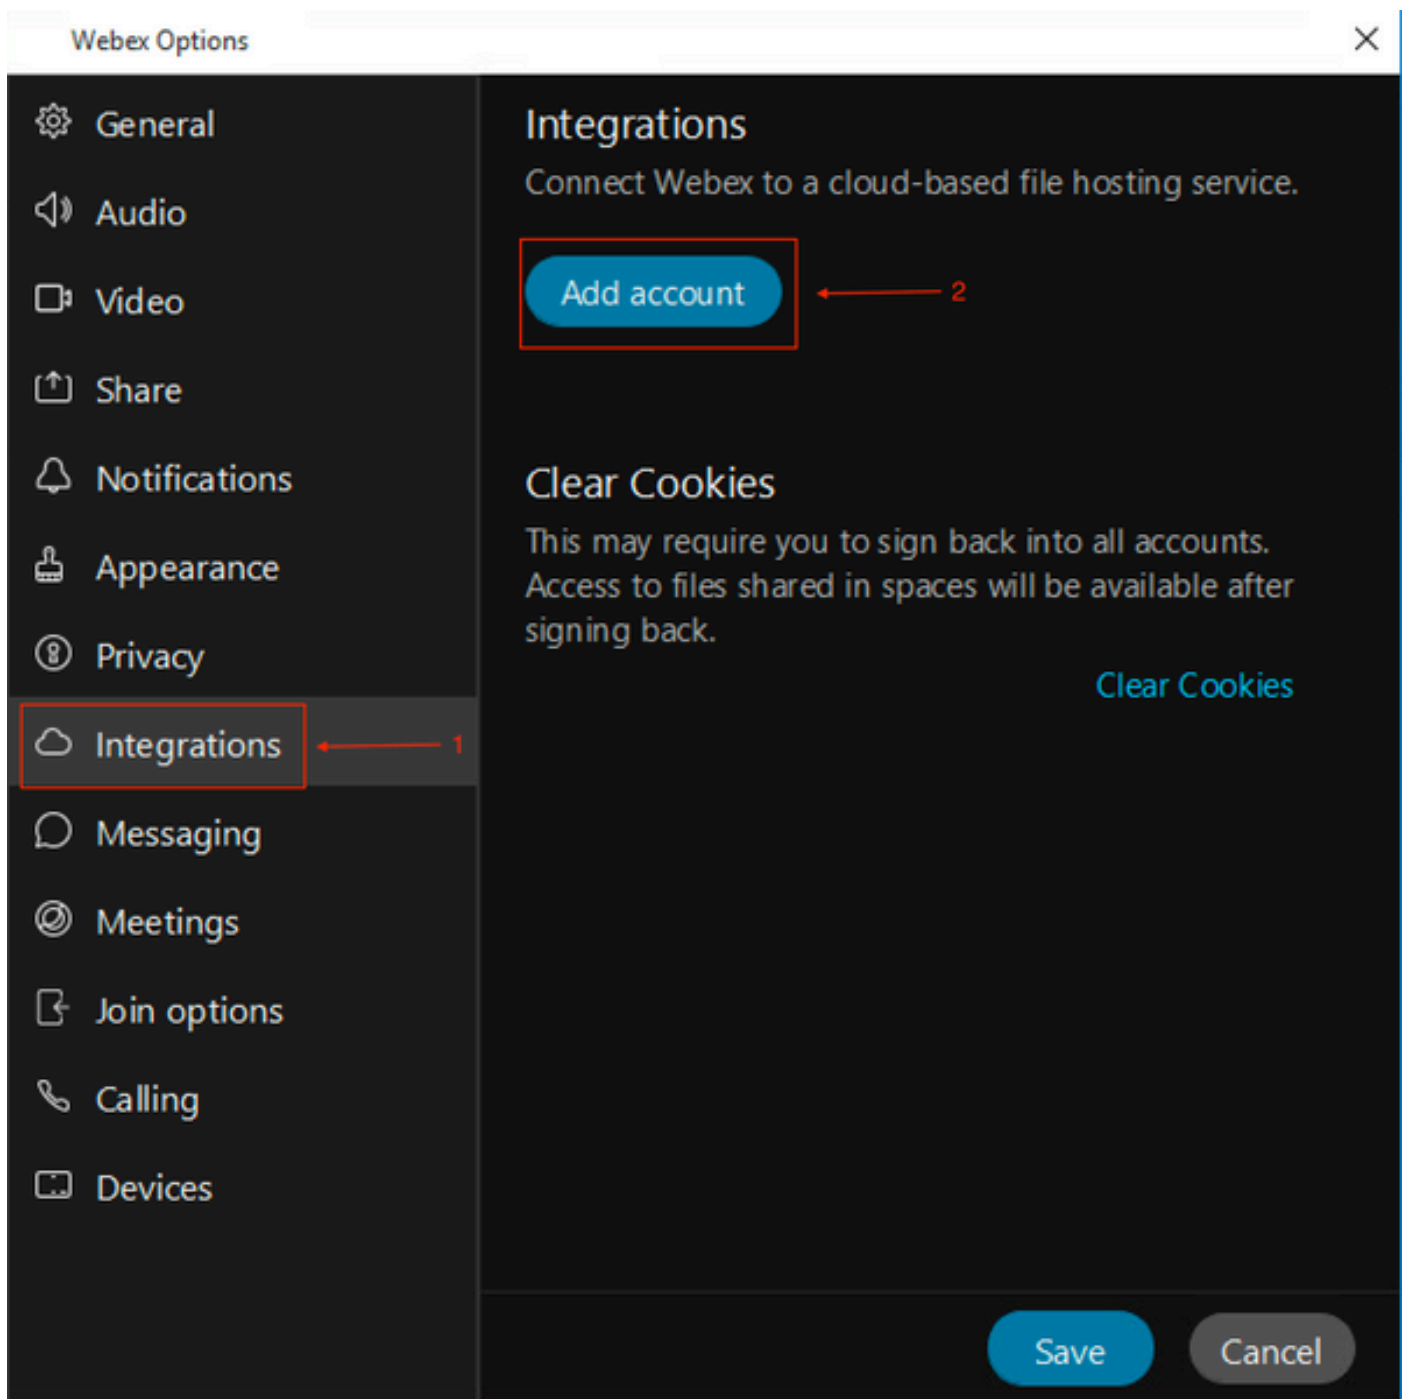 Webex Options
General
Audio
Video
Share
Notifications
Appearance
Privacy
Integrations
1
Messaging
Meetings
Join options
Calling
Devices
Integrations
Connect Webex to a cloud-based file hosting service.
Add account
2
Clear Cookies
This may require you to sign back into all accounts.
Access to files shared in spaces will be available after
signing back.
Clear Cookies
Save
Cancel